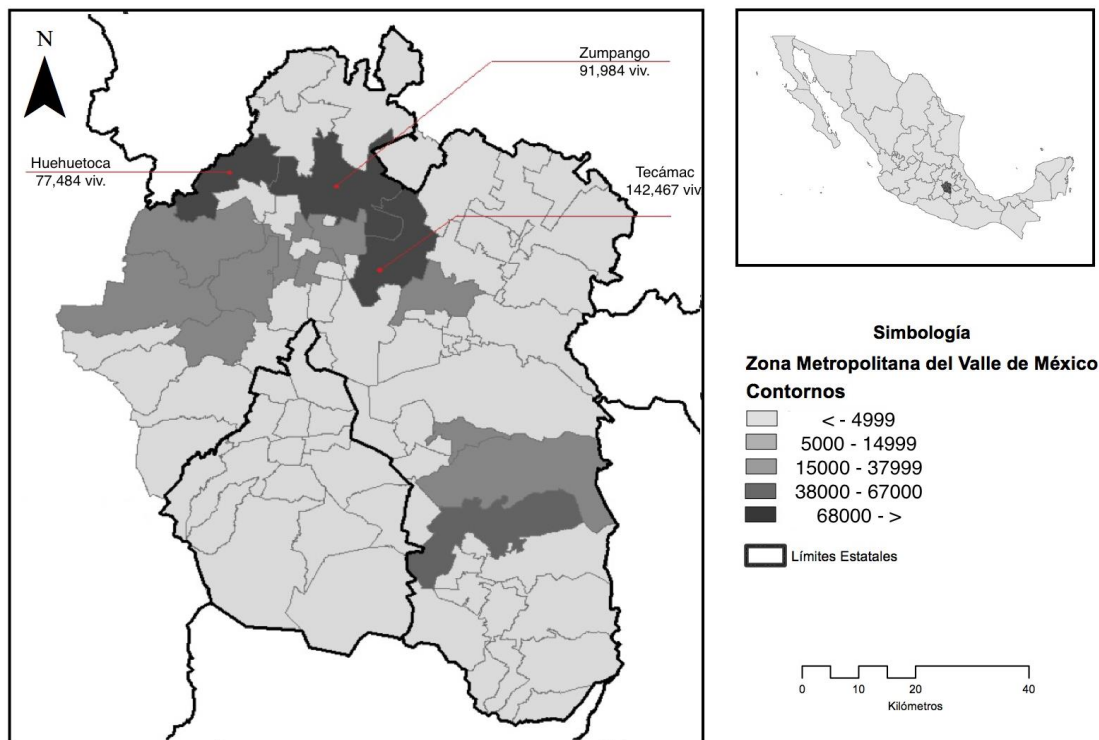 N
Zumpango
91,984 viv.
Huehuetoca
77,484 viv.
Tecámac
142,467 viv
Simbología
Zona Metropolitana del Valle de México
Contornos
< - 4999
5000 - 14999
15000 - 37999
38000 - 67000
68000 - >
Límites Estatales
0 10 20 40
Kilómetros